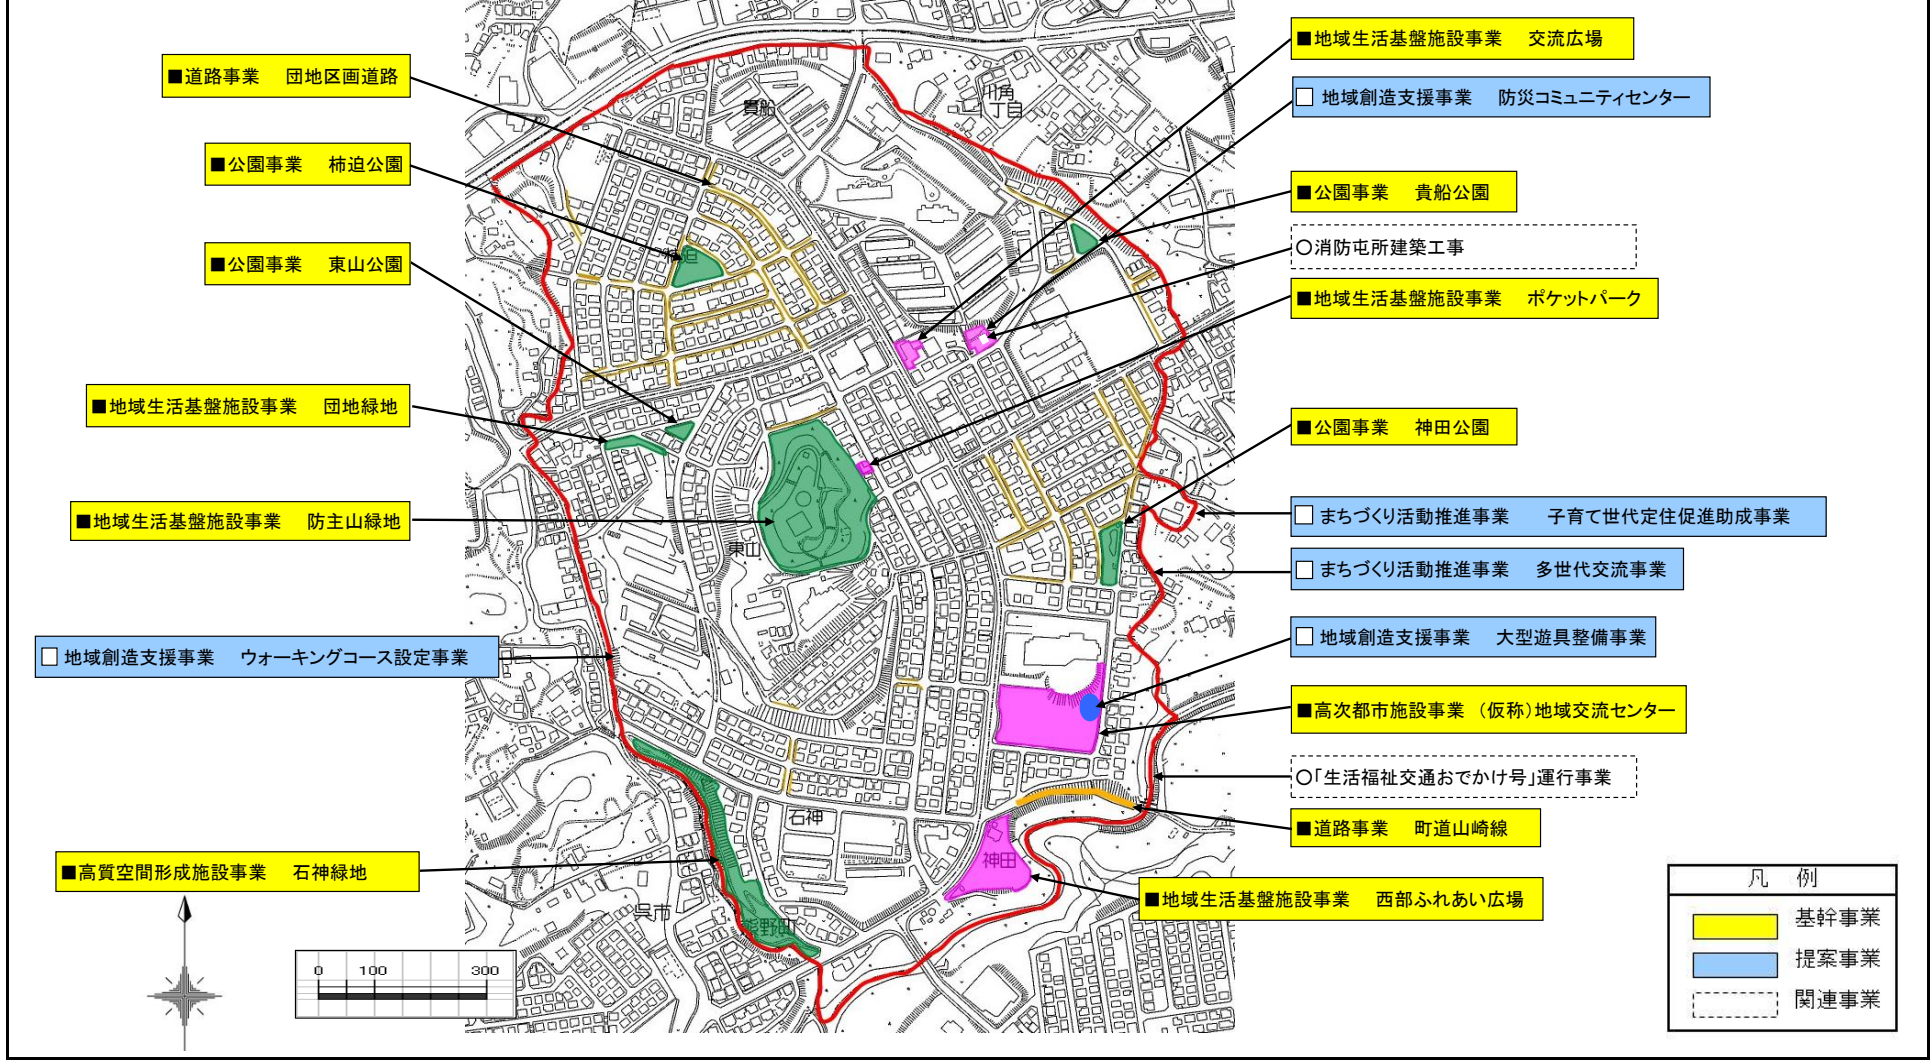 ■道路事業　団地区画道路
■公園事業　柿迫公園
■公園事業　東山公園
■地域生活基盤施設事業　団地緑地
■地域生活基盤施設事業　防主山緑地
□ 地域創造支援事業　ウォーキングコース設定事業
■高質空間形成施設事業　石神緑地
■地域生活基盤施設事業　交流広場
□ 地域創造支援事業　防災コミュニティセンター
■公園事業　貴船公園
○消防屯所建築工事
■地域生活基盤施設事業　ポケットパーク
■公園事業　神田公園
□ まちづくり活動推進事業　子育て世代定住促進助成事業
□ まちづくり活動推進事業　多世代交流事業
□ 地域創造支援事業　大型遊具整備事業
■高次都市施設事業　（仮称）地域交流センター
○「生活福祉交通おでかけ号」運行事業
■道路事業　町道山崎線
■地域生活基盤施設事業　西部ふれあい広場
貴船
川角
丁目
東山
石神
神田
呉市
熊野町
0 100 300
凡　例
基幹事業
提案事業
関連事業